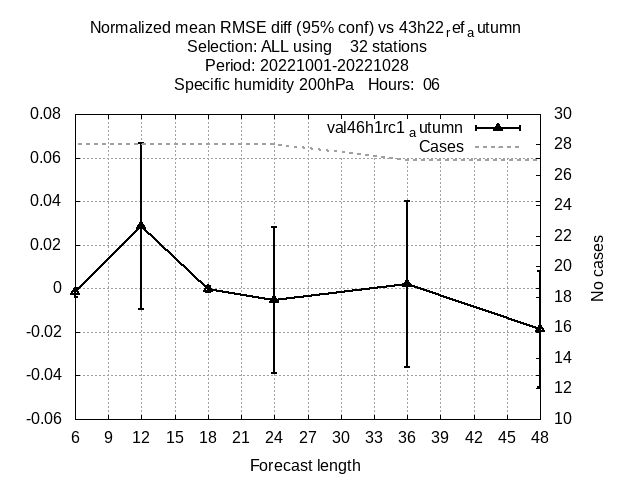 Normalized mean RMSE diff (95% conf) vs 43h22refautumn
Selection: ALL using 32 stations
Period: 20221001-20221028
Specific humidity 200hPa Hours: 06
val46h1rc1autumn
Cases
0.08
0.06
0.04
0.02
0
-0.02
-0.04
-0.06
30
28
26
24
22
20
18
16
14
12
10
No cases
6 9 12 15 18 21 24 27 30 33 36 39 42 45 48
Forecast length